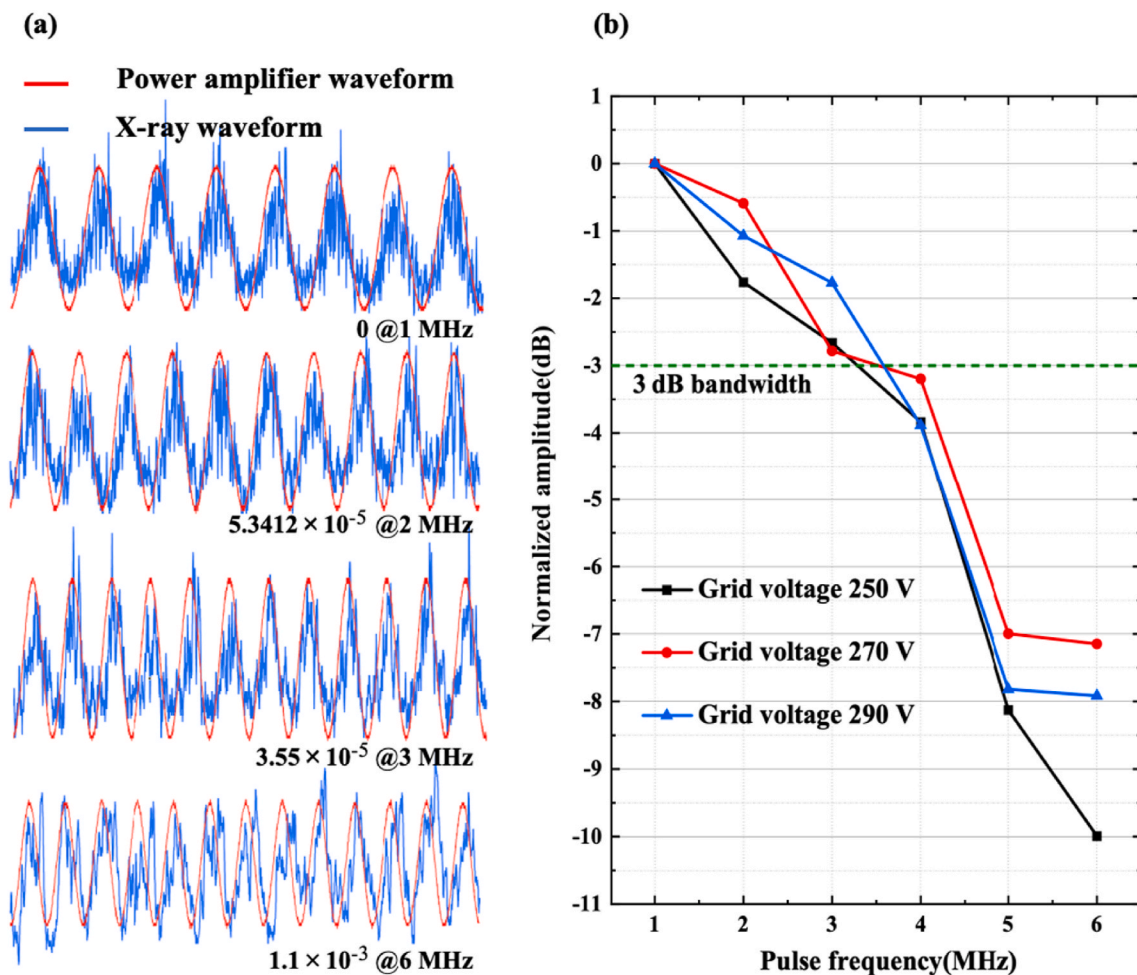 (a)
Power amplifier waveform
X-ray waveform
0 @1 MHz
5.3412 × 10⁻⁵ @2 MHz
3.55 × 10⁻⁵ @3 MHz
1.1 × 10⁻³ @6 MHz
(b)
Normalized amplitude(dB)
1
0
-1
-2
-3
-4
-5
-6
-7
-8
-9
-10
-11
3 dB bandwidth
Grid voltage 250 V
Grid voltage 270 V
Grid voltage 290 V
1 2 3 4 5 6
Pulse frequency(MHz)